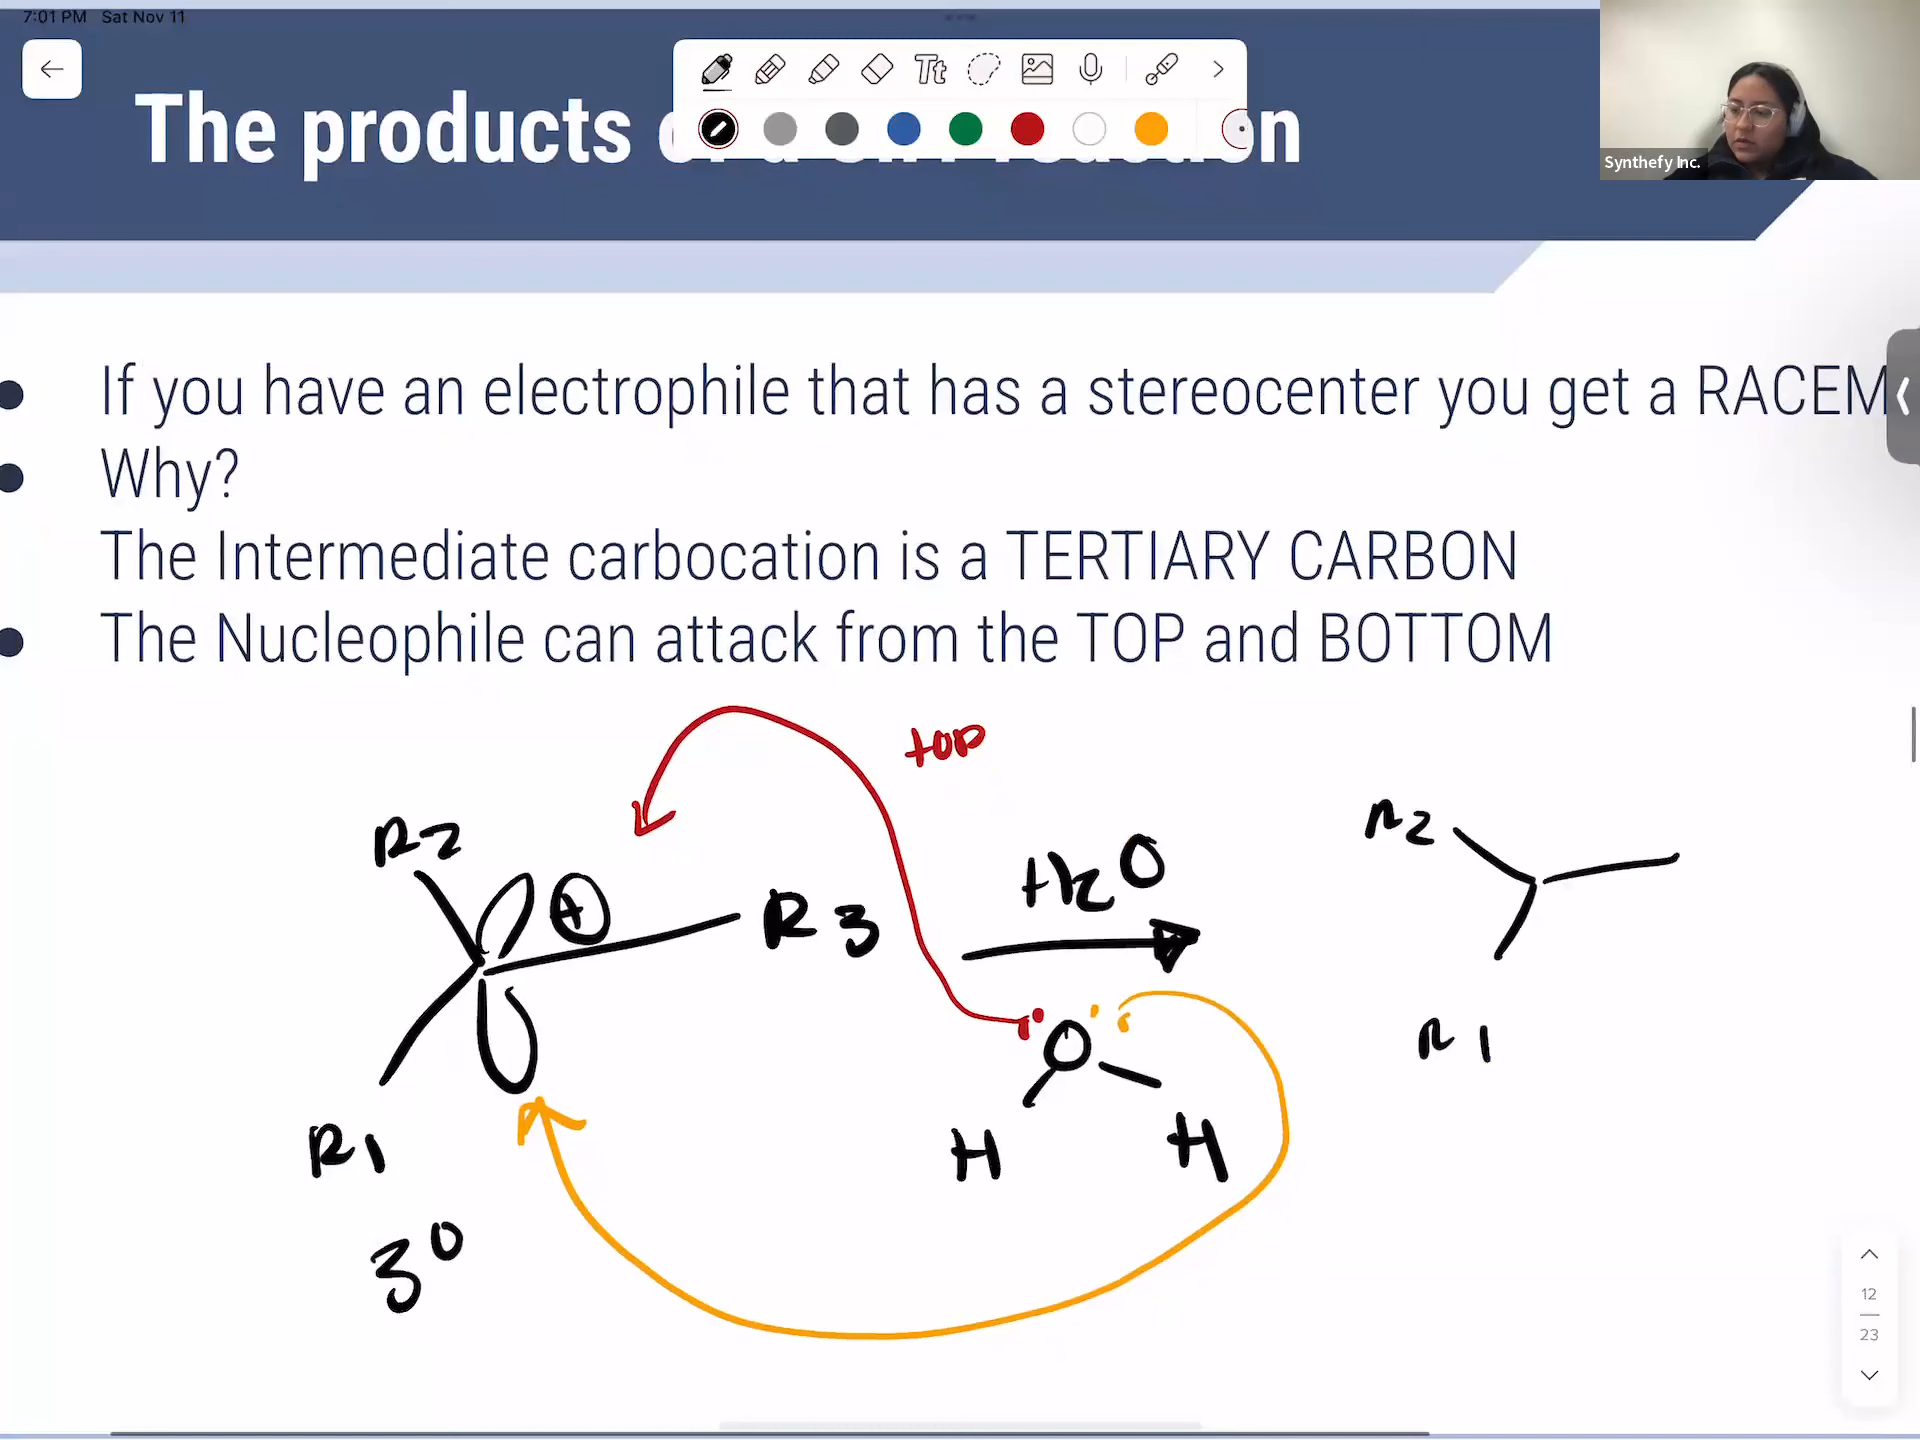 7:01 PM Sat Nov 11
Tt
The products
on
Synthefy Inc.
If you have an electrophile that has a stereocenter you get a RACEM
Why?
The Intermediate carbocation is a TERTIARY CARBON
The Nucleophile can attack from the TOP and BOTTOM
top
R2
+
R3
H2O
R2
O
R1
H
H
R1
3°
12
23